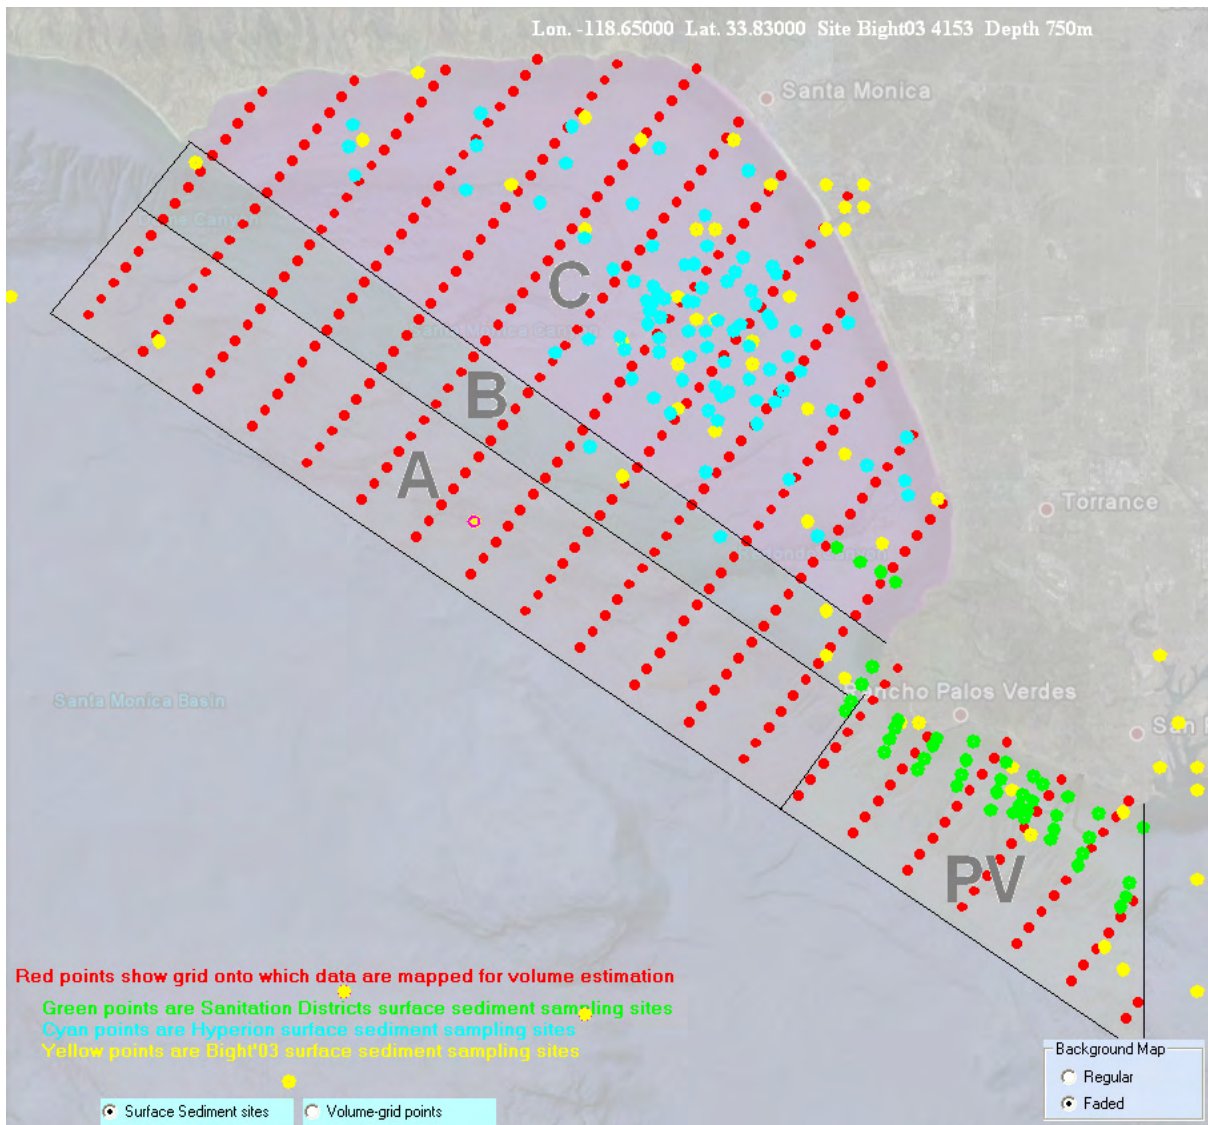 Lon. -118.65000 Lat. 33.83000 Site Bight03 4153 Depth 750m
Santa Monica
C
B
A
Torrance
Redondo Canyon
Santa Monica Basin
Rancho Palos Verdes
San
PV
Red points show grid onto which data are mapped for volume estimation
Green points are Sanitation Districts surface sediment sampling sites
Cyan points are Hyperion surface sediment sampling sites
Yellow points are Bight'03 surface sediment sampling sites
Background Map
Regular
Faded
Surface Sediment sites
Volume-grid points